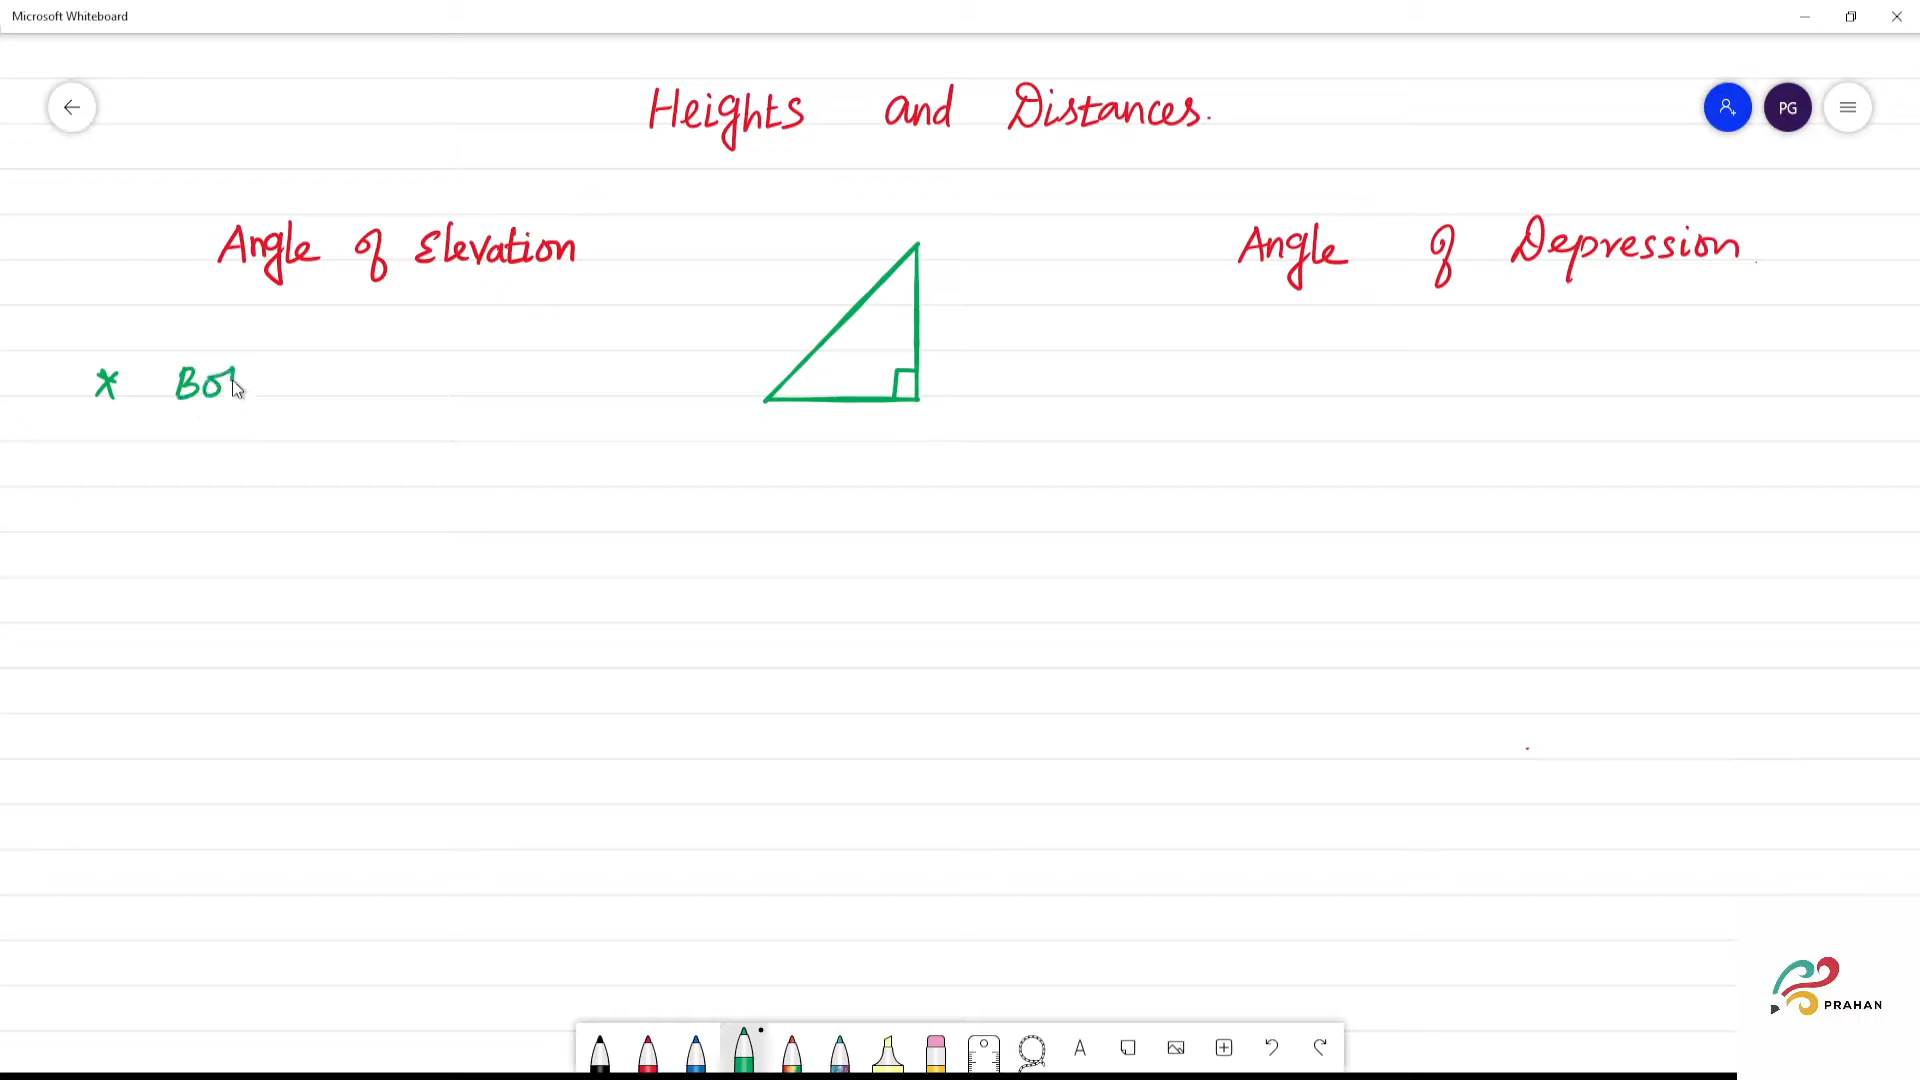 Microsoft Whiteboard
Heights and Distances.
PG
Angle of Elevation
Angle of Depression
* Bo
A
PRAHAN